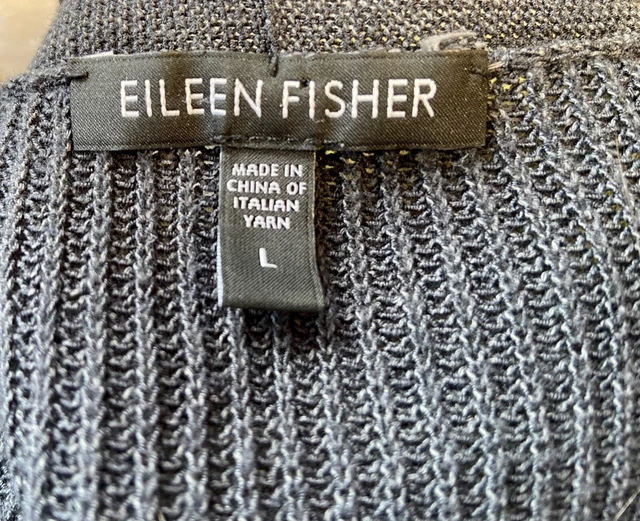 EILEEN FISHER
MADE IN
CHINA OF
ITALIAN
YARN
L